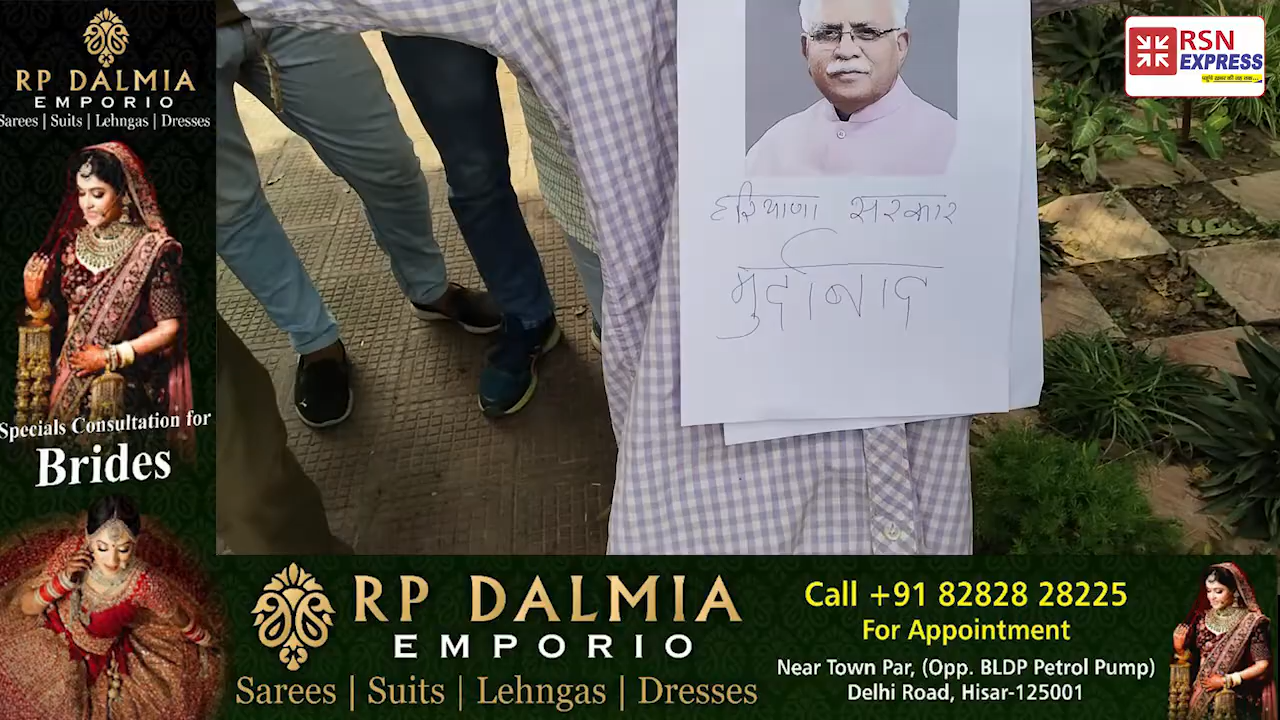 RP DALMIA
EMPORIO
Sarees | Suits | Lehngas | Dresses
Specials Consultation for
Brides
RSN
EXPRESS
हरियाणा सरकार
मुर्दाबाद
RP DALMIA
EMPORIO
Sarees | Suits | Lehngas | Dresses
Call +91 82828 28225
For Appointment
Near Town Par, (Opp. BLDP Petrol Pump)
Delhi Road, Hisar-125001